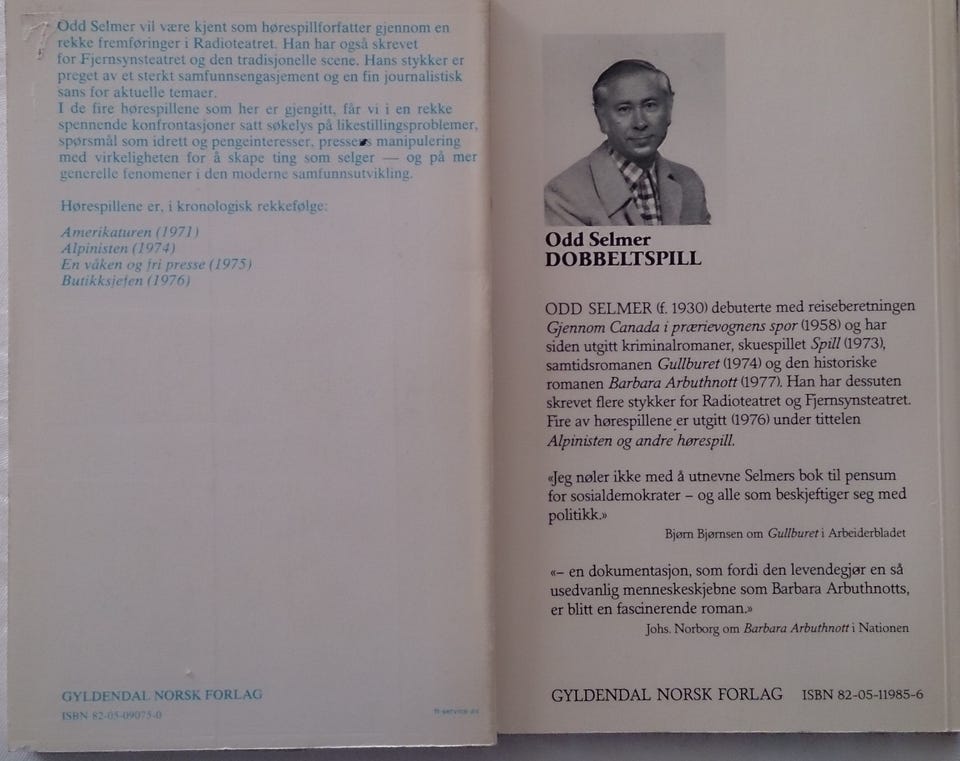 Odd Selmer vil være kjent som hørespillforfatter gjennom en
rekke fremføringer i Radioteatret. Han har også skrevet
for Fjernsynsteatret og den tradisjonelle scene. Hans stykker er
preget av et sterkt samfunnsengasjement og en fin journalistisk
sans for aktuelle temaer.
I de fire hørespillene som her er gjengitt, får vi i en rekke
spennende konfrontasjoner satt søkelys på likestillingsproblemer,
spørsmål som idrett og pengeinteresser, pressens manipulering
med virkeligheten for å skape ting som selger — og på mer
generelle fenomener i den moderne samfunnsutvikling.
Hørespillene er, i kronologisk rekkefølge:
Amerikaturen (1971)
Alpinisten (1974)
En våken og fri presse (1975)
Butikksjefen (1976)
GYLDENDAL NORSK FORLAG
ISBN 82-05-09075-0
Odd Selmer
DOBBELTSPILL
ODD SELMER (f. 1930) debuterte med reiseberetningen
Gjennom Canada i prærievognens spor (1958) og har
siden utgitt kriminalromaner, skuespillet Spill (1973),
samtidsromanen Gullburet (1974) og den historiske
romanen Barbara Arbuthnott (1977). Han har dessuten
skrevet flere stykker for Radioteatret og Fjernsynsteatret.
Fire av hørespillene er utgitt (1976) under tittelen
Alpinisten og andre hørespill.
«Jeg nøler ikke med å utnevne Selmers bok til pensum
for sosialdemokrater – og alle som beskjeftiger seg med
politikk.»
Bjørn Bjørnsen om Gullburet i Arbeiderbladet
«– en dokumentasjon, som fordi den levendegjør en så
usedvanlig menneskeskjebne som Barbara Arbuthnotts,
er blitt en fascinerende roman.»
Johs. Norborg om Barbara Arbuthnott i Nationen
GYLDENDAL NORSK FORLAG ISBN 82-05-11985-6